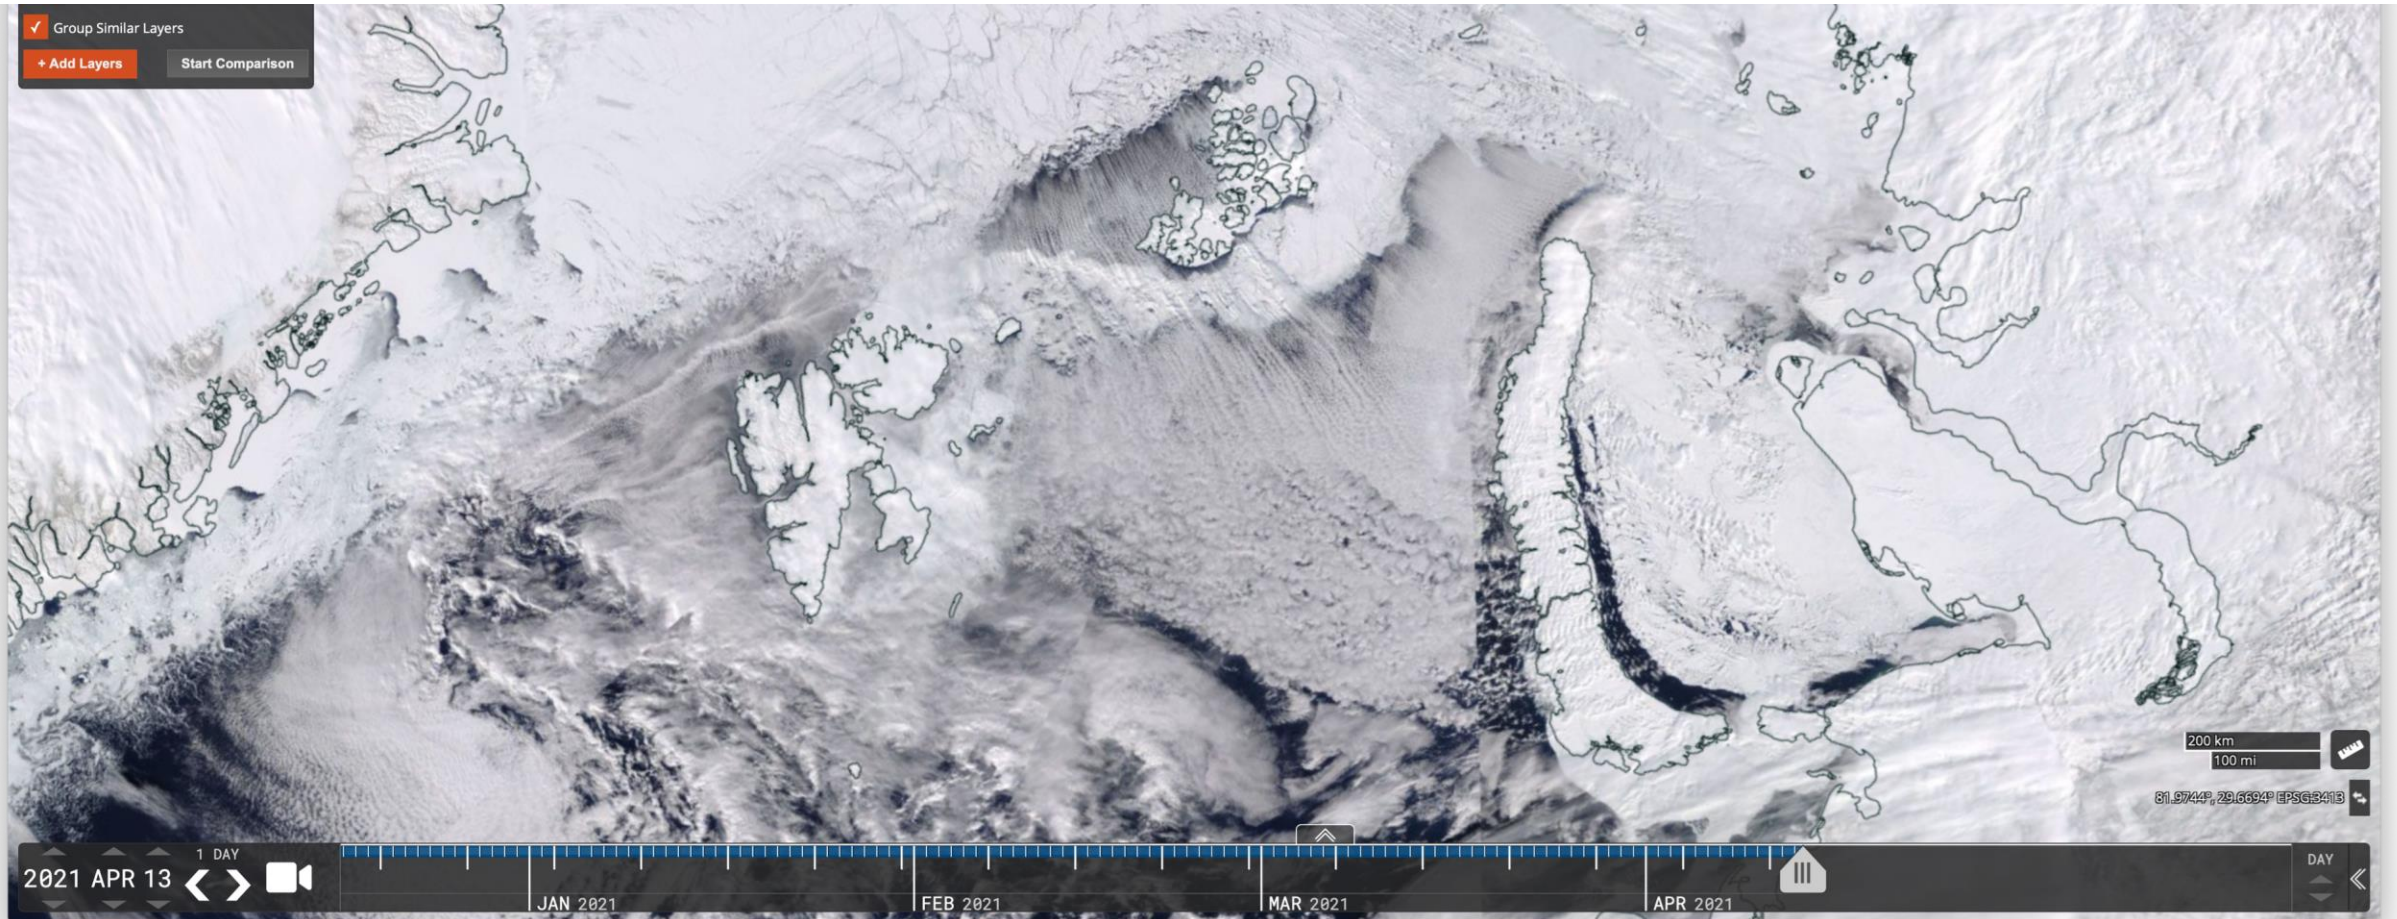 Group Similar Layers
+ Add Layers
Start Comparison
200 km
100 mi
81.9744°, 29.6694° EPSG:3413
1 DAY
2021 APR 13
DAY
JAN 2021
FEB 2021
MAR 2021
APR 2021